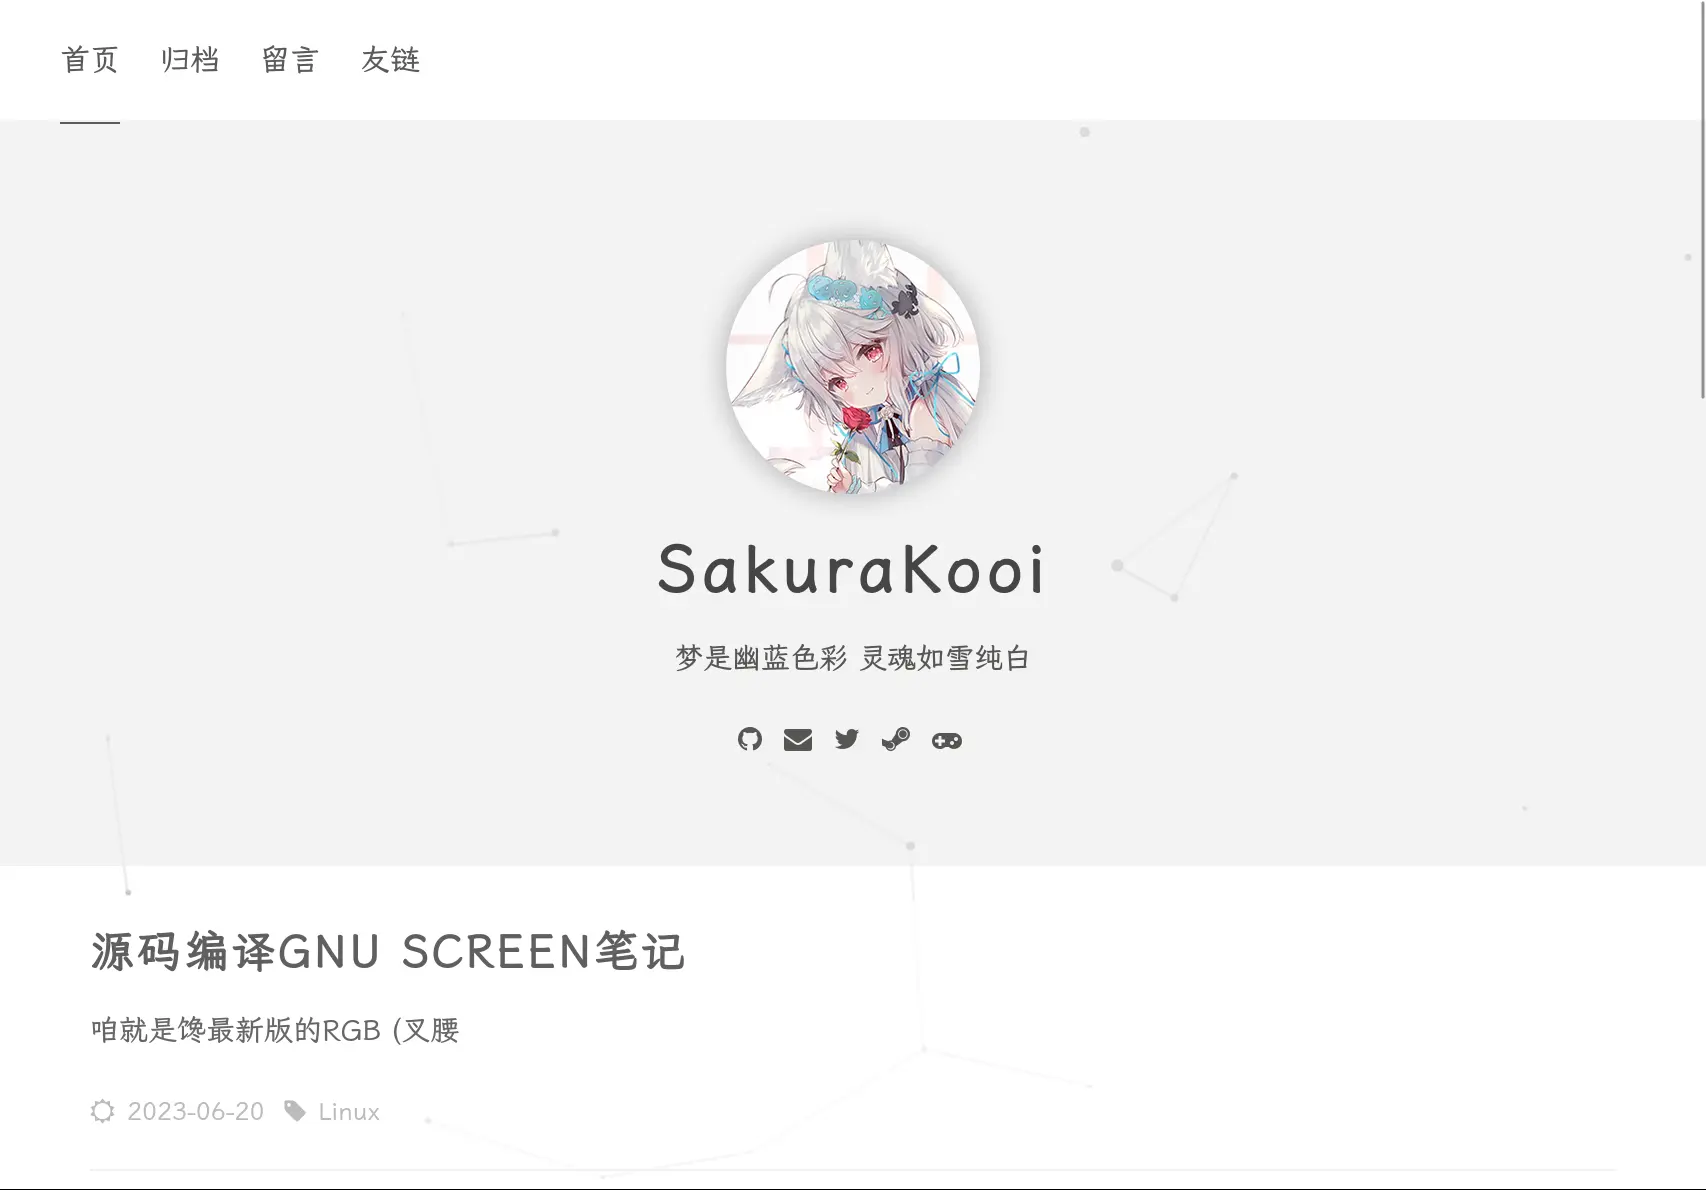 首页 归档 留言 友链
SakuraKooi
梦是幽蓝色彩 灵魂如雪纯白
源码编译GNU SCREEN笔记
咱就是馋最新版的RGB (叉腰
2023-06-20 Linux